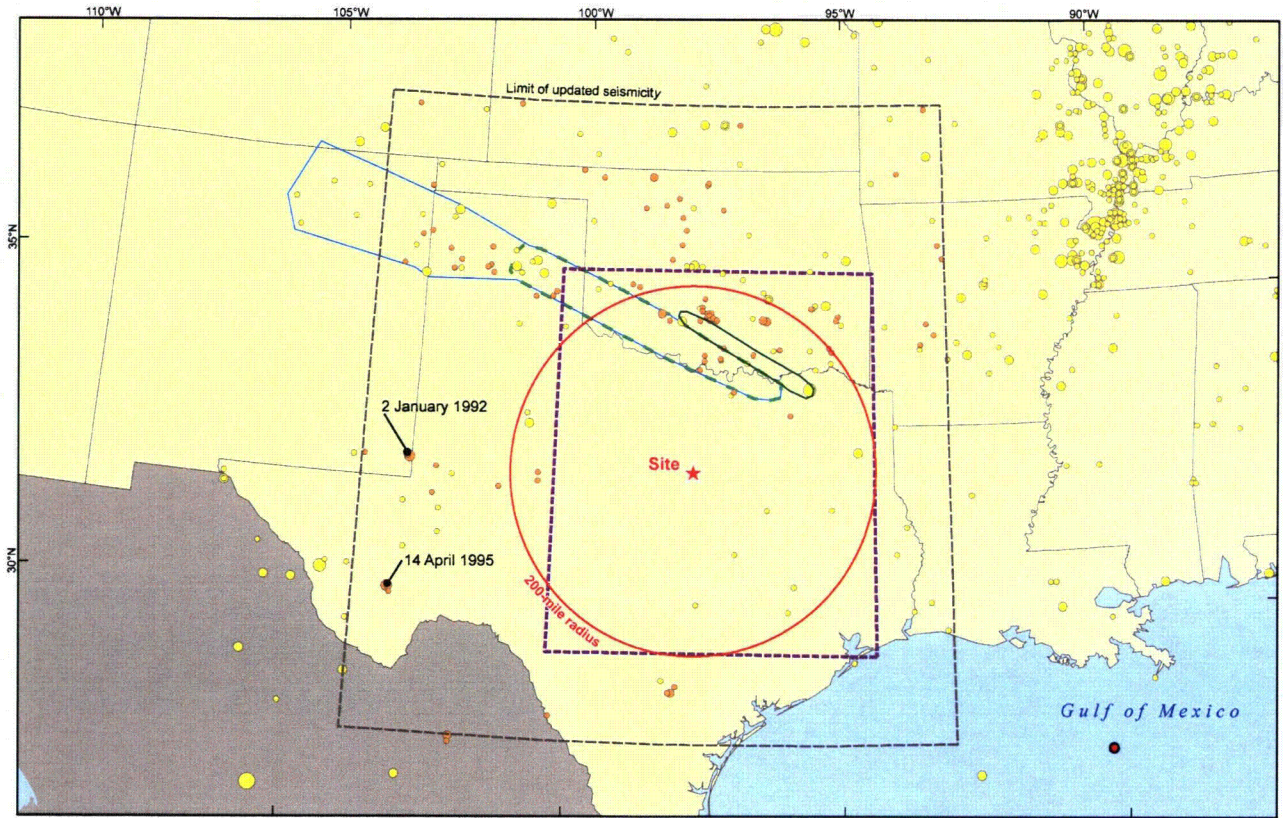 110°W
105°W
100°W
95°W
90°W
Limit of updated seismicity
35°N
2 January 1992
Site
14 April 1995
30°N
200-mile radius
Gulf of Mexico